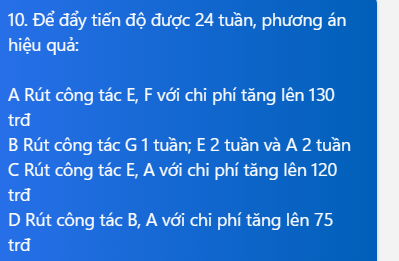 10. Để đẩy tiến độ được 24 tuần, phương án
hiệu quả:
A Rút công tác E, F với chi phí tăng lên 130
trđ
B Rút công tác G 1 tuần; E 2 tuần và A 2 tuần
C Rút công tác E, A với chi phí tăng lên 120
trđ
D Rút công tác B, A với chi phí tăng lên 75
trđ